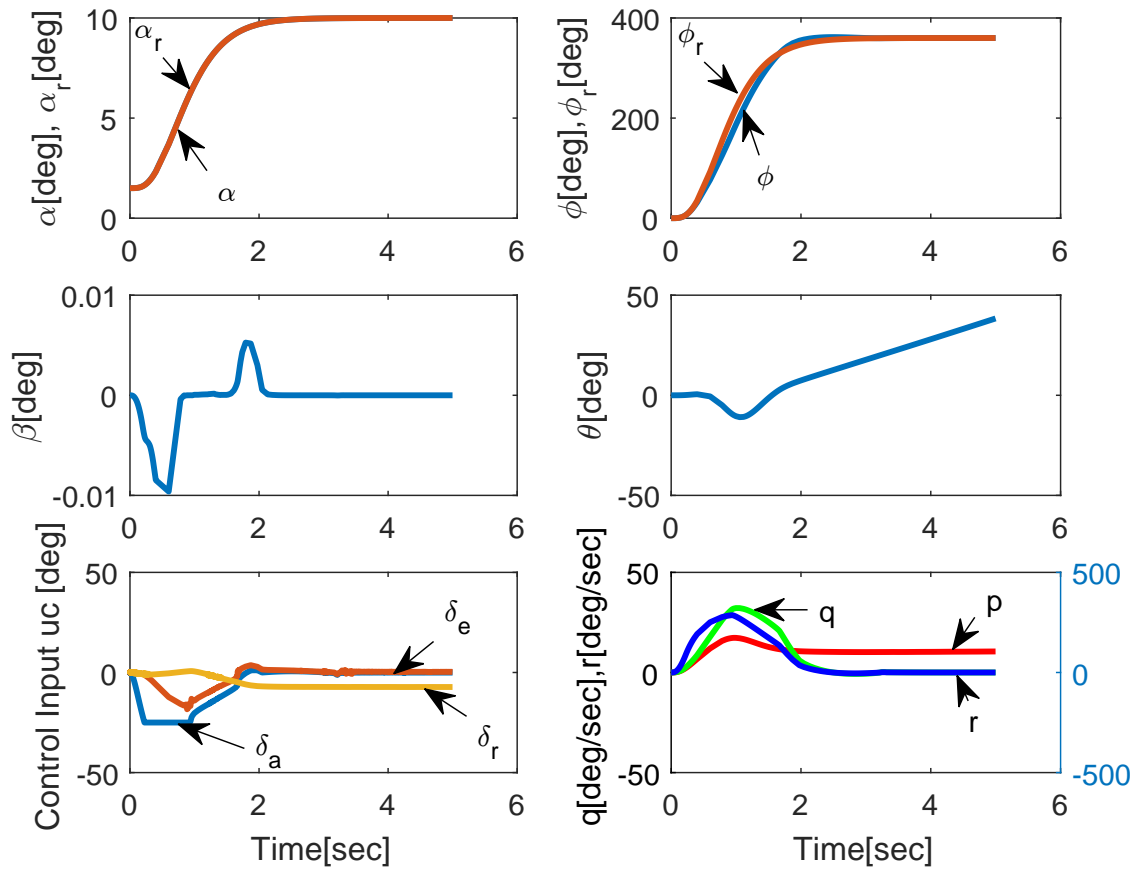 α[deg], α_r[deg]
10
5
0
0
2
4
6
α_r
α
ϕ[deg],ϕ_r[deg]
400
200
0
0
2
4
6
ϕ_r
ϕ
β[deg]
0.01
0
-0.01
0
2
4
6
θ[deg]
50
0
-50
0
2
4
6
Control Input uc [deg]
50
0
-50
0
2
4
6
δ_e
δ_a
δ_r
Time[sec]
q[deg/sec],r[deg/sec]
50
0
-50
0
2
4
6
q
p
r
500
0
-500
Time[sec]